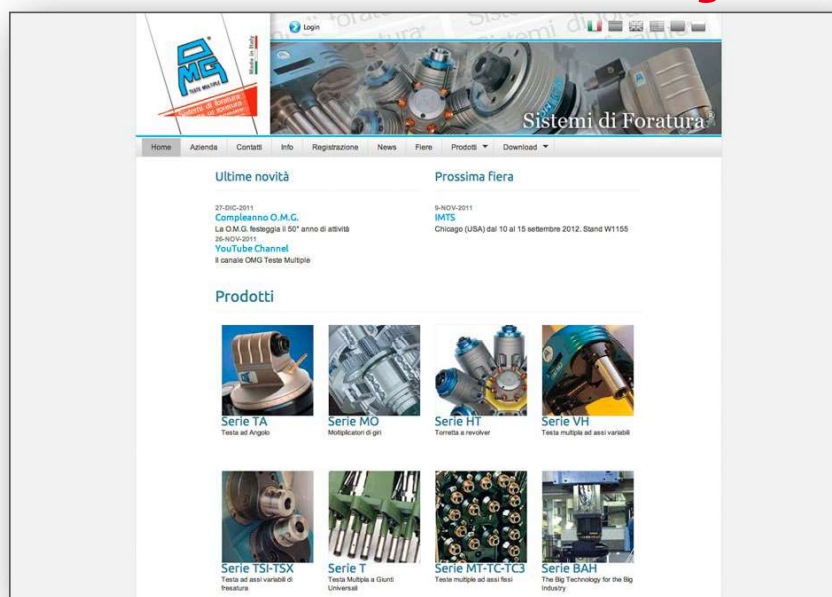 Login
Made in Italy
OMG
TESTE MULTIPLE
Sistemi di foratura
Sistemi di Foratura®
Home Azienda Contatti Info Registrazione News Fiere Prodotti Download
Ultime novità
27-DIC-2011
Compleanno O.M.G.
La O.M.G. festeggia il 50° anno di attività
26-NOV-2011
YouTube Channel
Il canale OMG Teste Multiple
Prossima fiera
9-NOV-2011
IMTS
Chicago (USA) dal 10 al 15 settembre 2012. Stand W1155
Prodotti
Serie TA
Testa ad Angolo
Serie MO
Moltiplicatori di giri
Serie HT
Torretta a revolver
Serie VH
Testa multipla ad assi variabili
Serie TSI-TSX
Testa ad assi variabili di
fresatura
Serie T
Testa Multipla a Giunti
Universali
Serie MT-TC-TC3
Teste multiple ad assi fissi
Serie BAH
The Big Technology for the Big
Industry